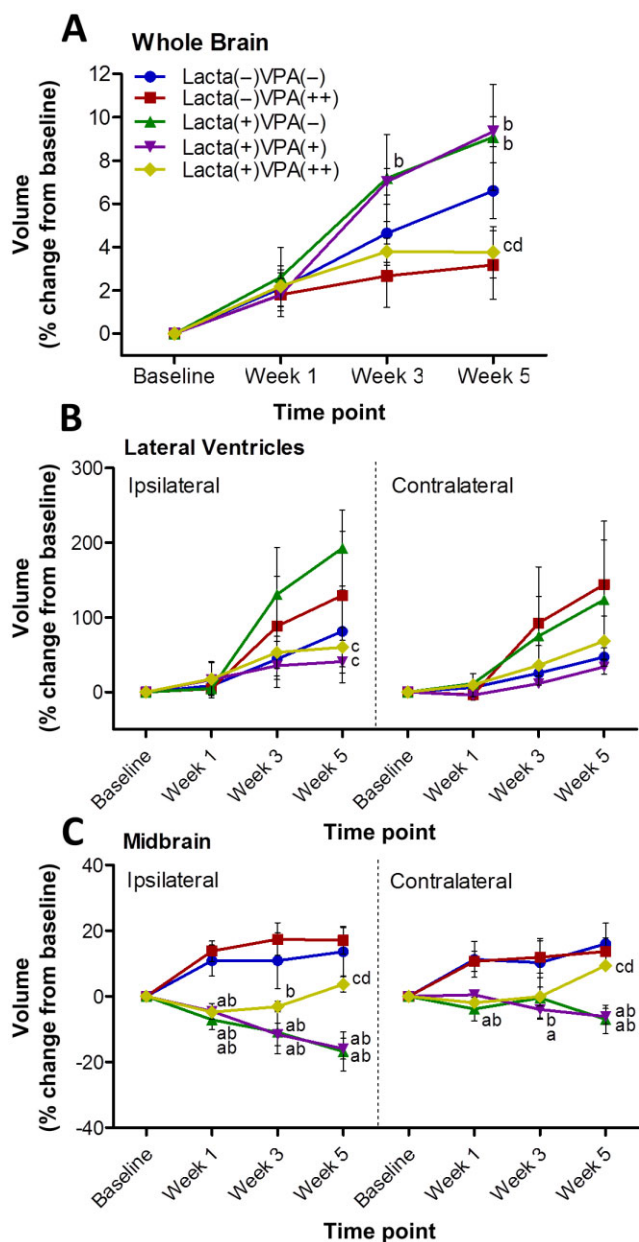 A
Whole Brain
Lacta(−)VPA(−)
Lacta(−)VPA(++)
Lacta(+)VPA(−)
Lacta(+)VPA(+)
Lacta(+)VPA(++)
Volume
(% change from baseline)
12
10
8
6
4
2
0
b
b
b
cd
Baseline
Week 1
Week 3
Week 5
Time point
B
Lateral Ventricles
Ipsilateral
Contralateral
Volume
(% change from baseline)
300
200
100
0
c
c
Baseline
Week 1
Week 3
Week 5
Baseline
Week 1
Week 3
Week 5
Time point
C
Midbrain
Ipsilateral
Contralateral
Volume
(% change from baseline)
40
20
0
-20
-40
ab
ab
b
ab
ab
cd
ab
ab
ab
b
a
cd
ab
ab
Baseline
Week 1
Week 3
Week 5
Baseline
Week 1
Week 3
Week 5
Time point